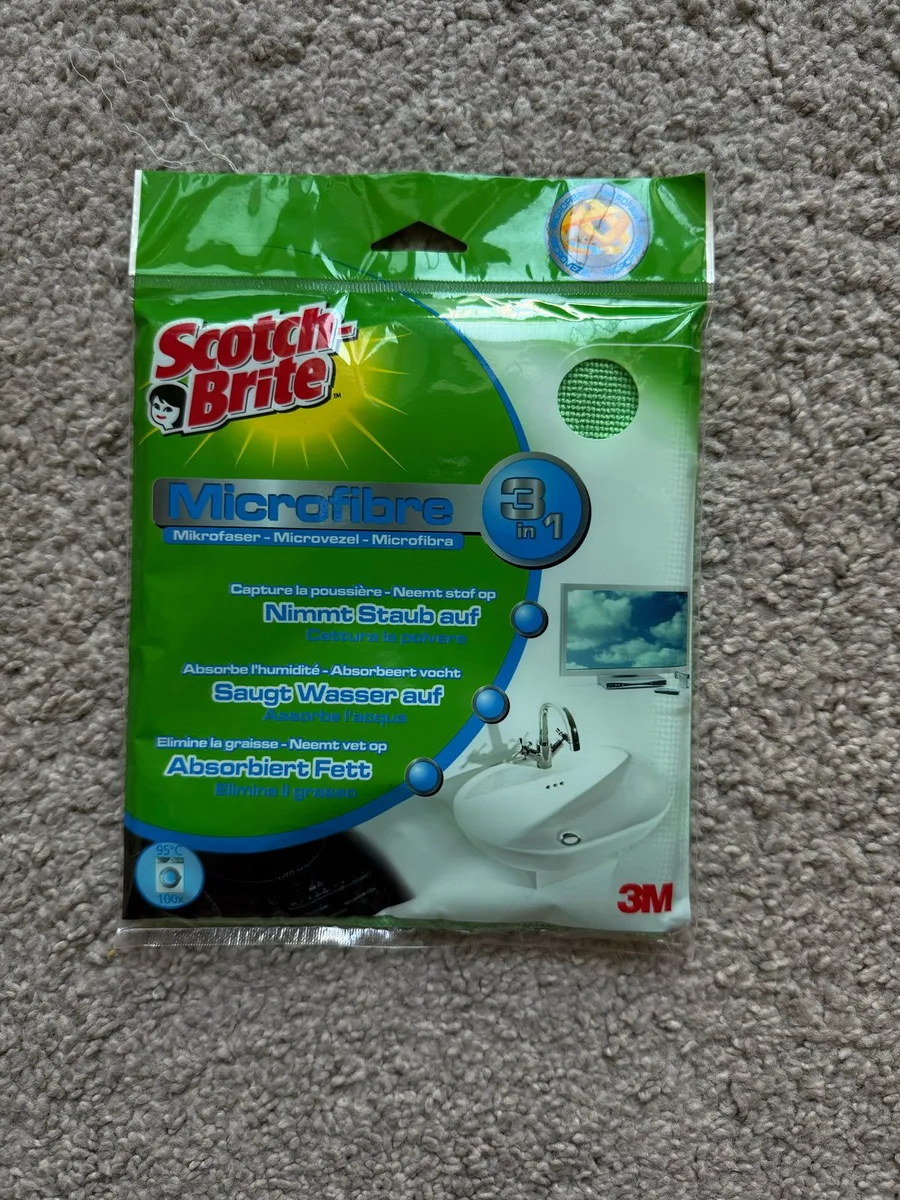 Scotch-
Brite™
Microfibre
3
in 1
Mikrofaser - Microvezel - Microfibra
Capture la poussière - Neemt stof op
Nimmt Staub auf
Cattura la polvere
Absorbe l'humidité - Absorbeert vocht
Saugt Wasser auf
Assorbe l'acqua
Elimine la graisse - Neemt vet op
Absorbiert Fett
Elimina il grasso
95°C
100x
3M